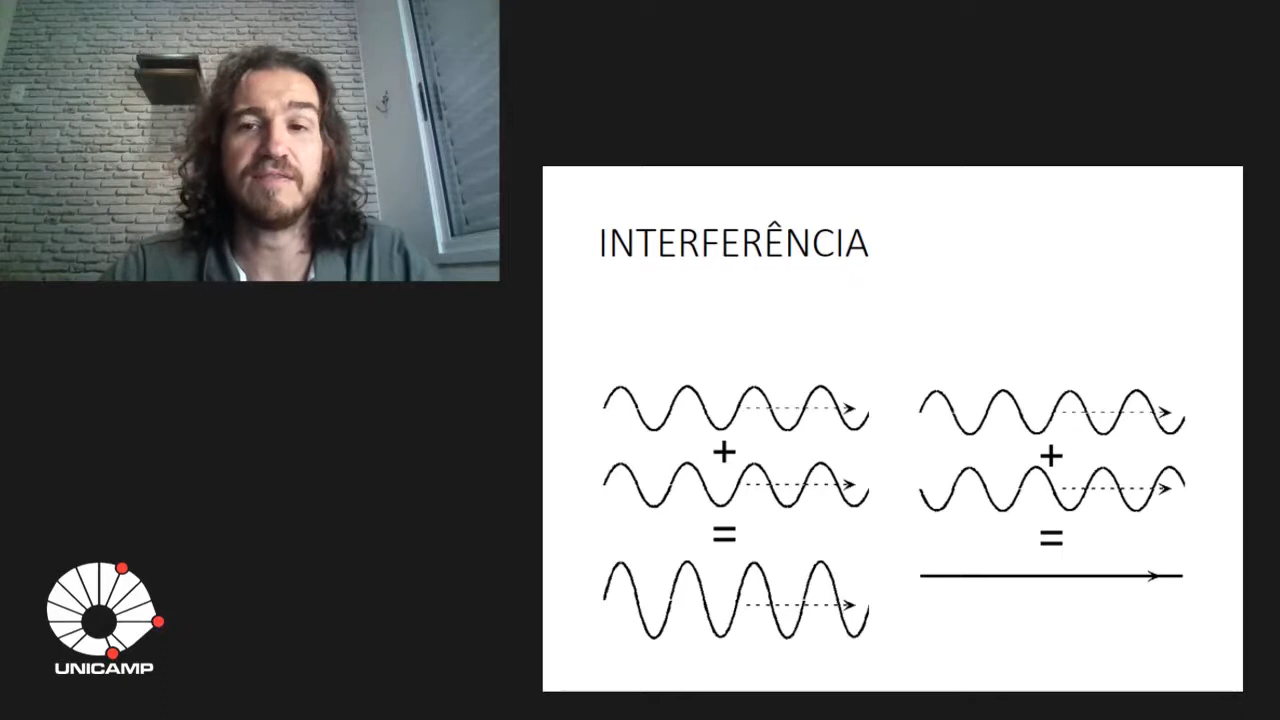 INTERFERÊNCIA
+
+
=
=
UNICAMP